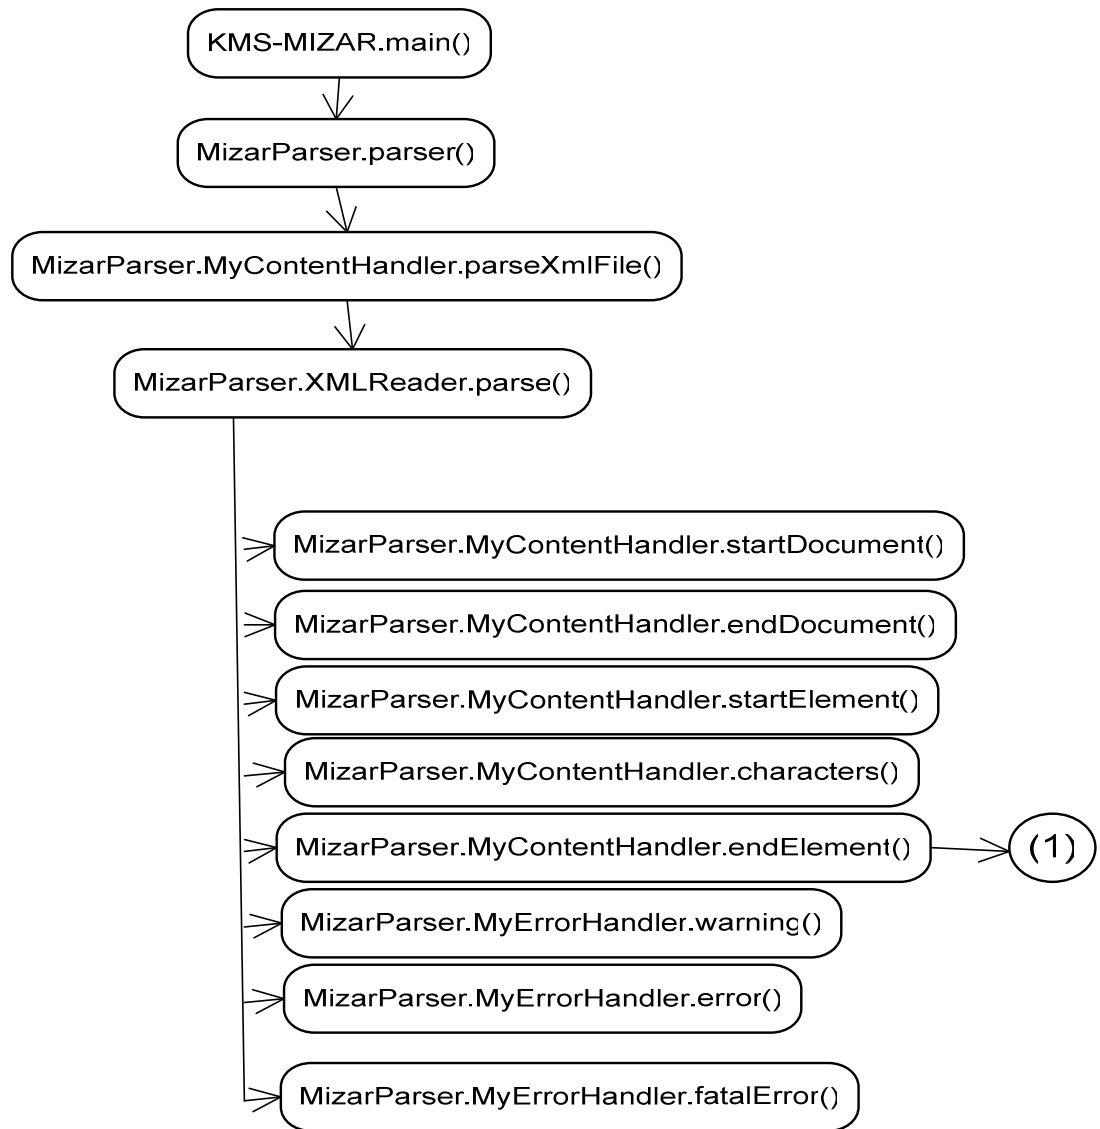 KMS-MIZAR.main()
MizarParser.parser()
MizarParser.MyContentHandler.parseXmlFile()
MizarParser.XMLReader.parse()
MizarParser.MyContentHandler.startDocument()
MizarParser.MyContentHandler.endDocument()
MizarParser.MyContentHandler.startElement()
MizarParser.MyContentHandler.characters()
MizarParser.MyContentHandler.endElement()
(1)
MizarParser.MyErrorHandler.warning()
MizarParser.MyErrorHandler.error()
MizarParser.MyErrorHandler.fatalError()